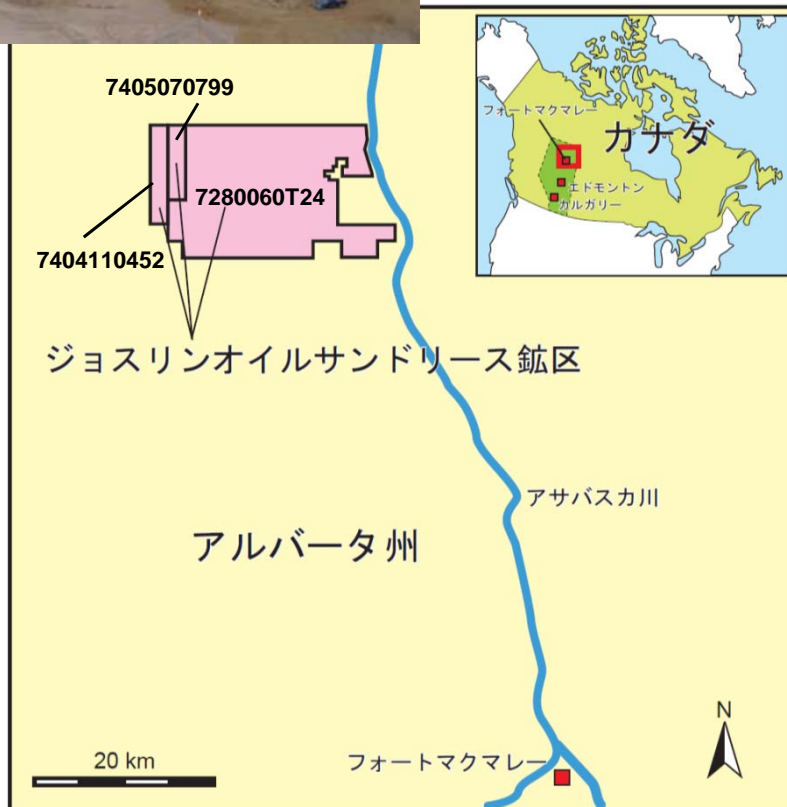 7405070799
7280060T24
7404110452
ジョスリンオイルサンドリース鉱区
アルバータ州
アサバスカ川
フォートマクマレー
20 km
N
フォートマクマレー
カナダ
エドモントン
カルガリー